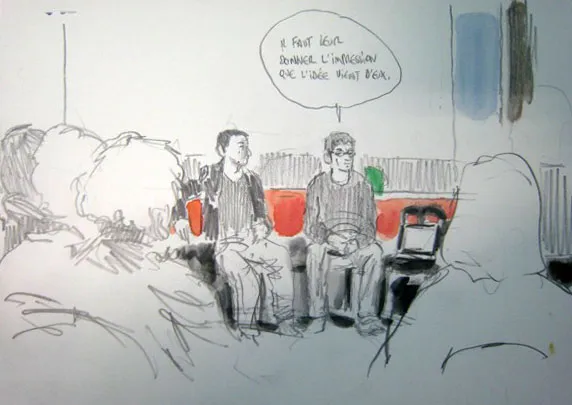 IL FAUT LEUR
DONNER L'IMPRESSION
QUE L'IDÉE VIENT D'EUX.